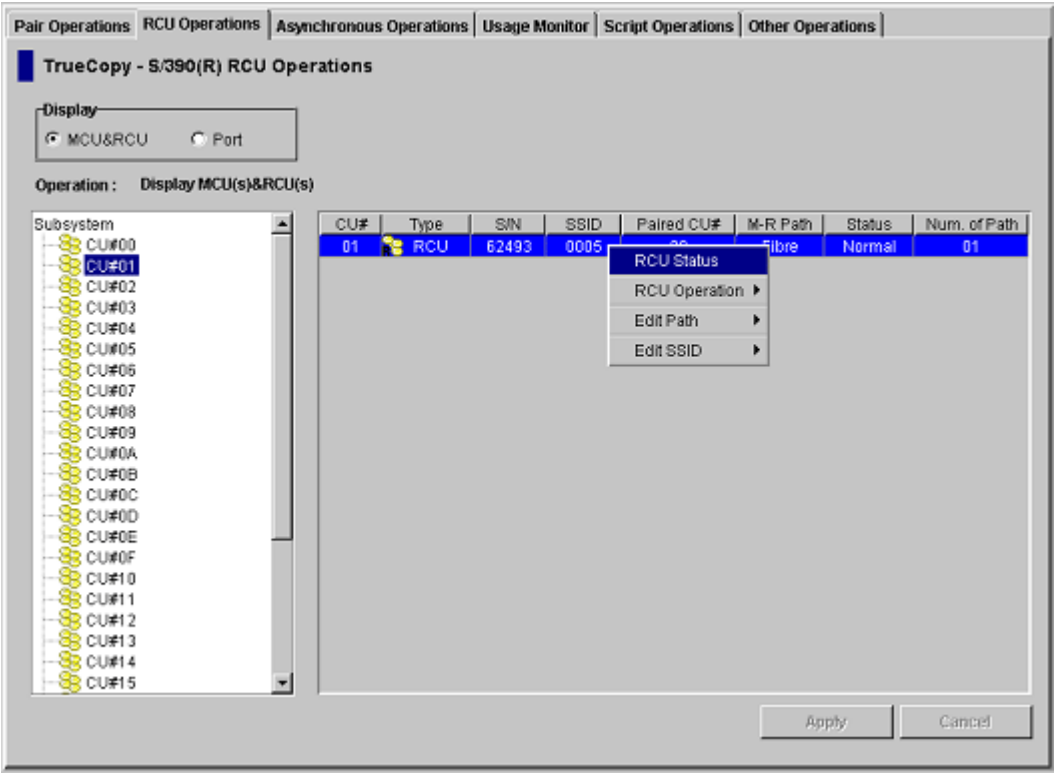 Pair Operations RCU Operations Asynchronous Operations Usage Monitor Script Operations Other Operations
TrueCopy - S/390(R) RCU Operations
Display
MCU&RCU Port
Operation : Display MCU(s)&RCU(s)
Subsystem
CU#00
CU#01
CU#02
CU#03
CU#04
CU#05
CU#06
CU#07
CU#08
CU#09
CU#0A
CU#0B
CU#0C
CU#0D
CU#0E
CU#0F
CU#10
CU#11
CU#12
CU#13
CU#14
CU#15
CU# Type S/N SSID Paired CU# M-R Path Status Num. of Path
01 RCU 62493 0005 Fibre Normal 01
RCU Status
RCU Operation
Edit Path
Edit SSID
Apply Cancel